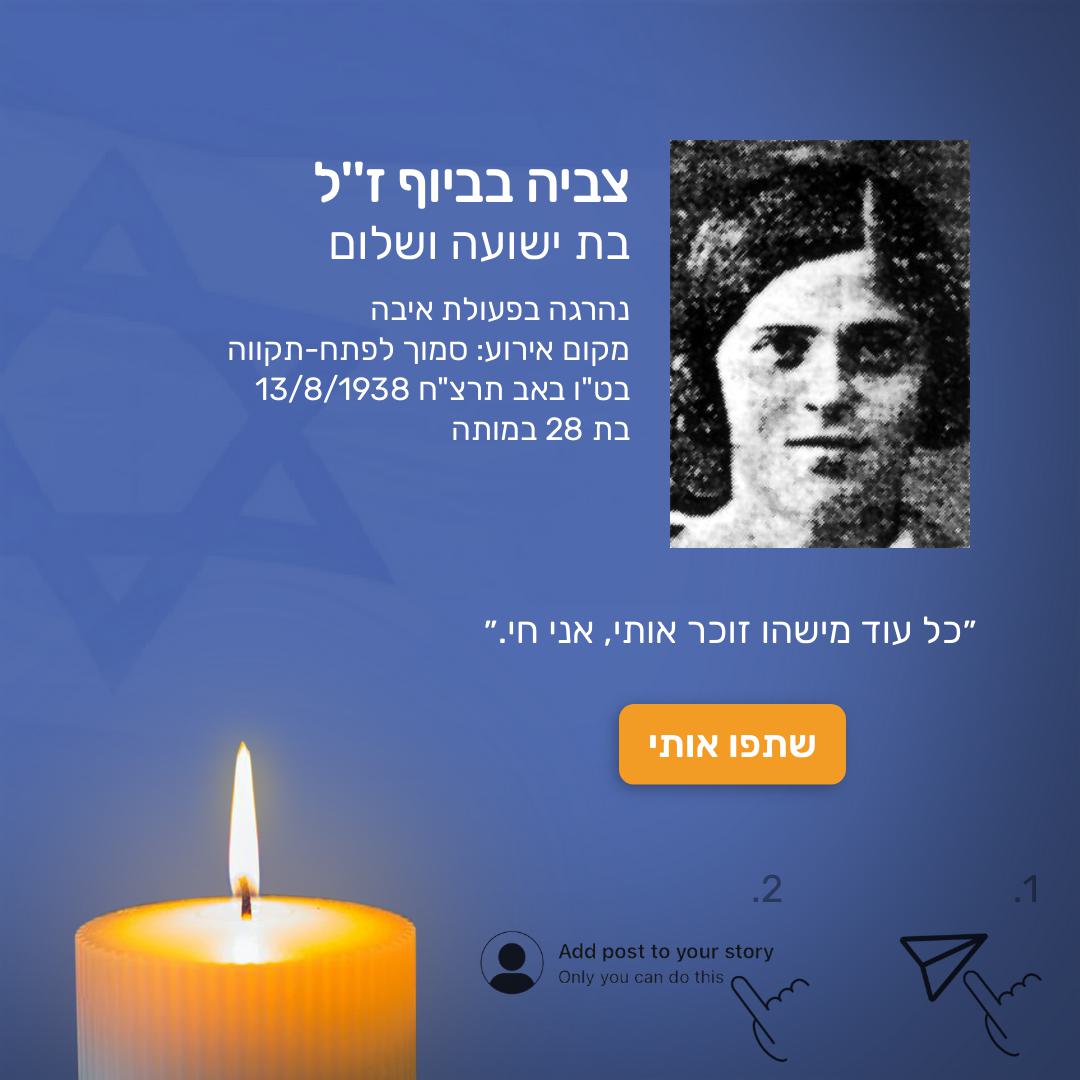 צביה בביוף ז"ל
בת ישועה ושלום
נהרגה בפעולת איבה
מקום אירוע: סמוך לפתח-תקווה
בט"ו באב תרצ"ח 13/8/1938
בת 28 במותה
״כל עוד מישהו זוכר אותי, אני חי.״
שתפו אותי
1.
2.
Add post to your story
Only you can do this